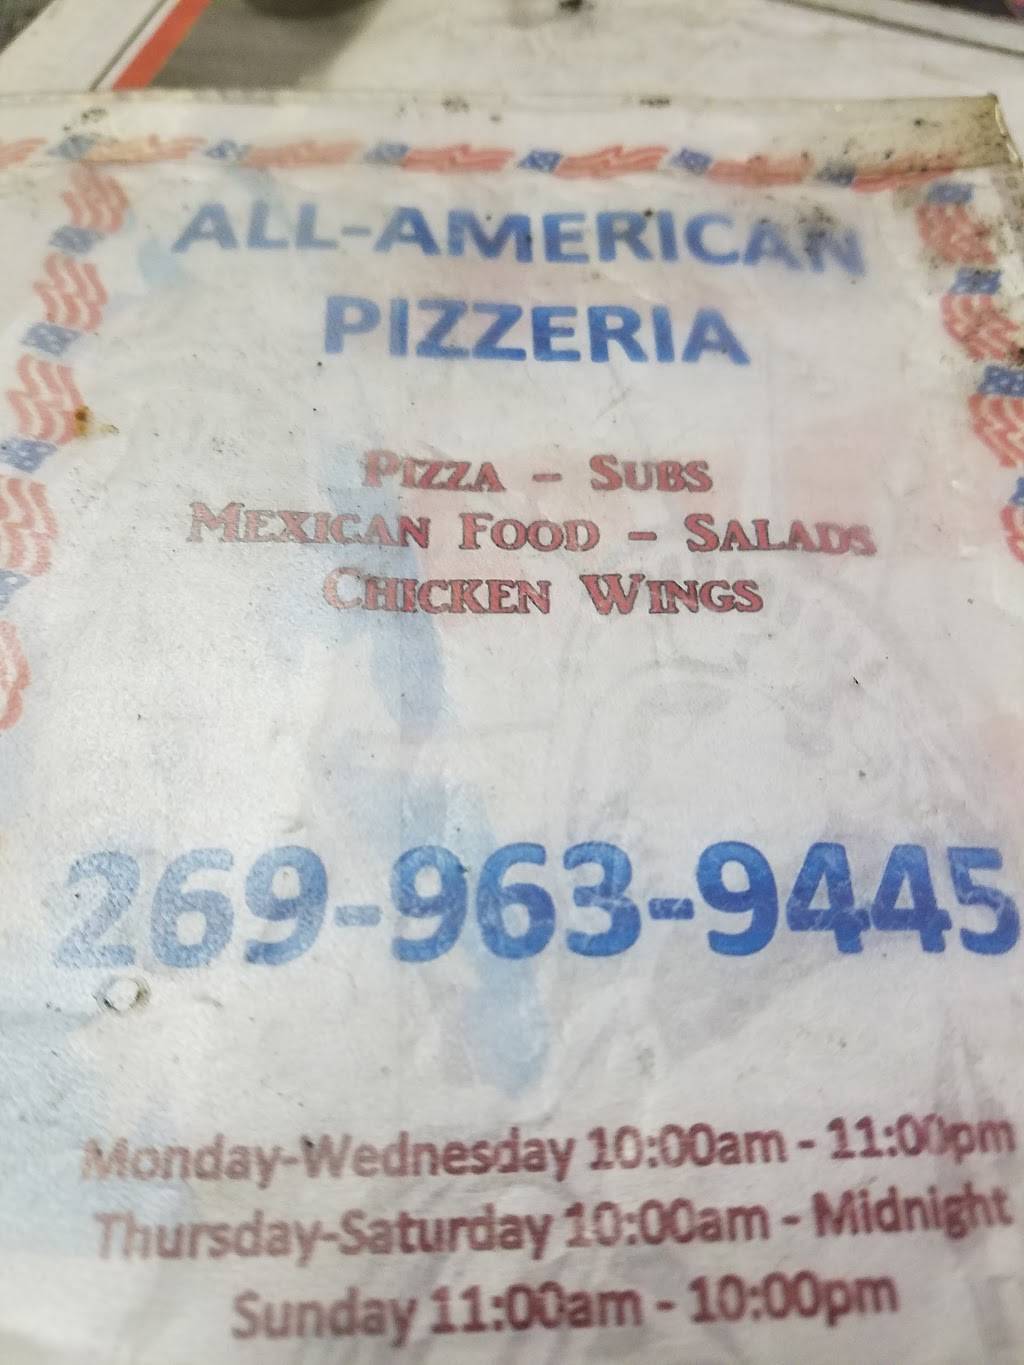 ALL-AMERICAN
PIZZERIA
PIZZA - SUBS
MEXICAN FOOD - SALADS
CHICKEN WINGS
269-963-9445
Monday-Wednesday 10:00am - 11:00pm
Thursday-Saturday 10:00am - Midnight
Sunday 11:00am - 10:00pm